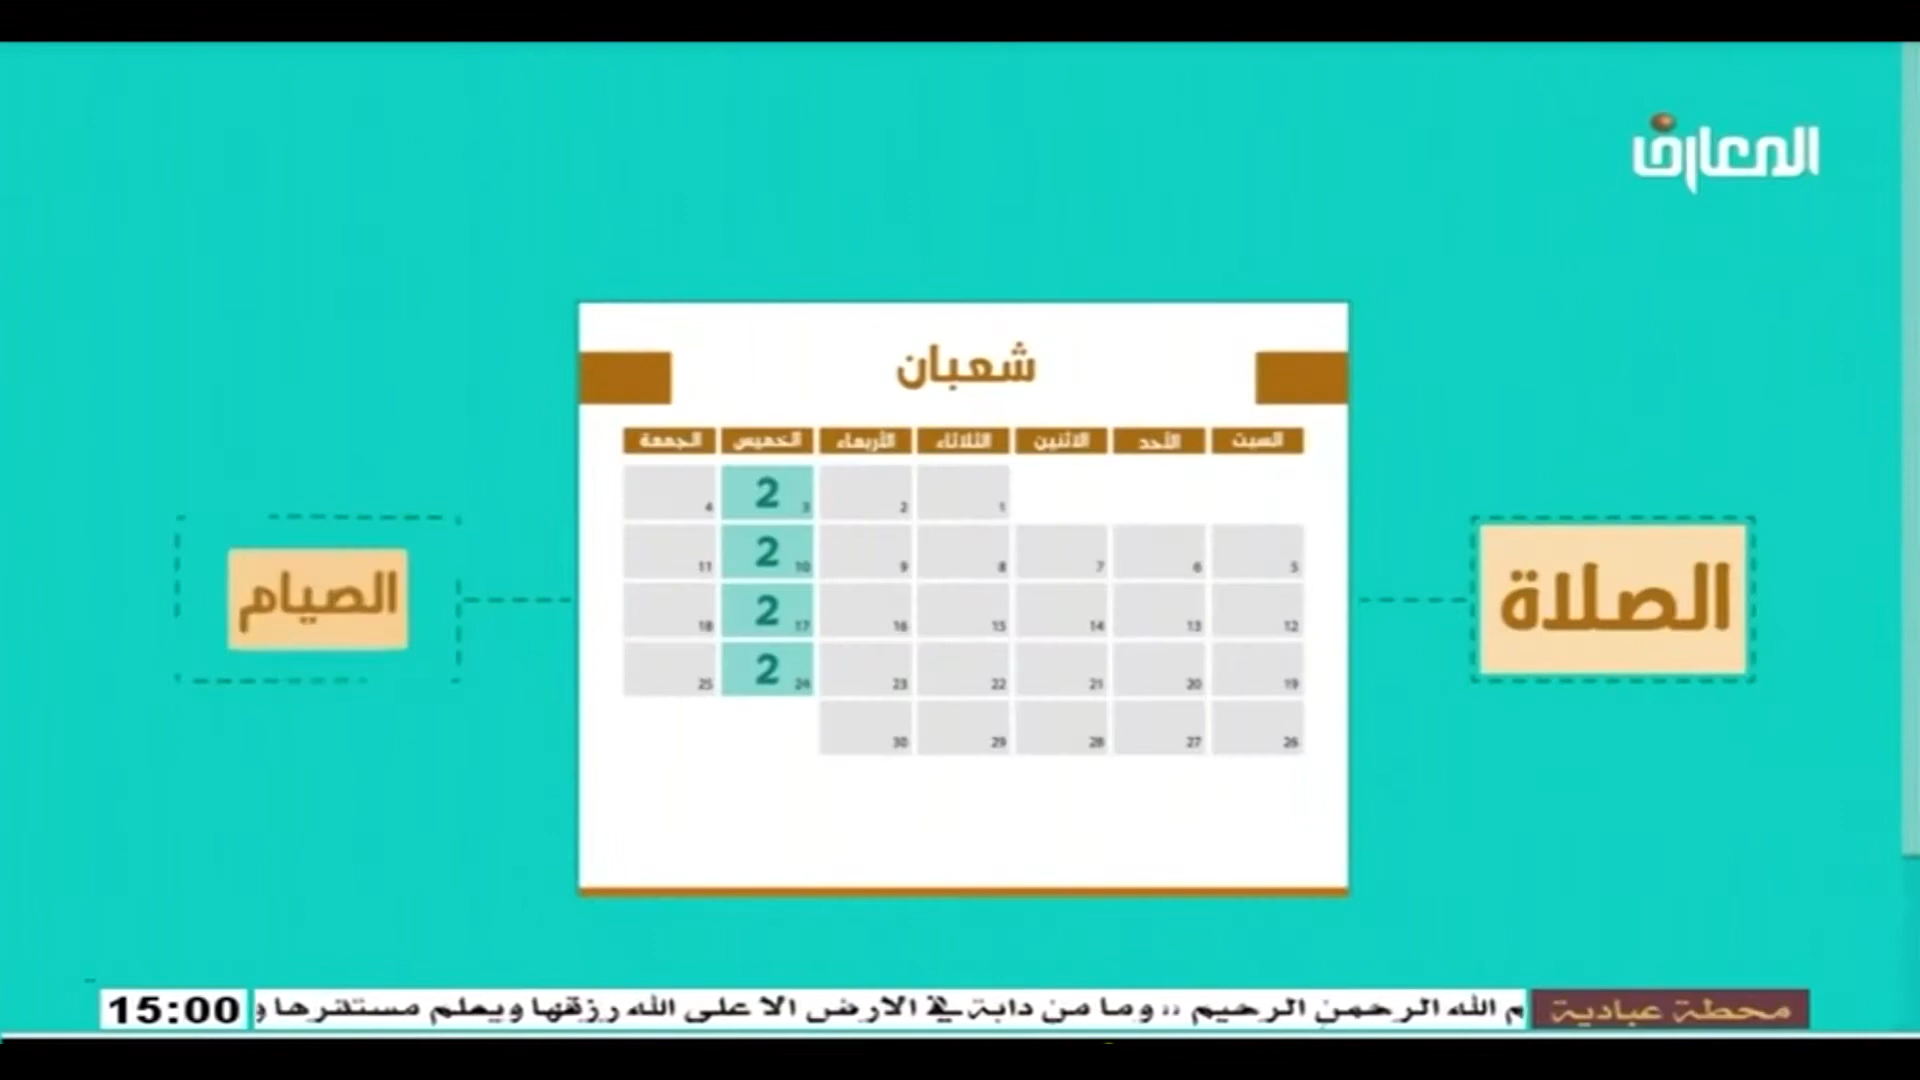 المعارف
شعبان
السبت الأحد الاثنين الثلاثاء الأربعاء الخميس الجمعة
1 2 3 2 4
5 6 7 8 9 10 2 11
12 13 14 15 16 17 2 18
19 20 21 22 23 24 2 25
26 27 28 29 30
الصلاة
الصيام
محطة عبادية
م الله الرحمن الرحيم ،، وما من دابة في الارض الا على الله رزقها ويعلم مستقرها و
15:00